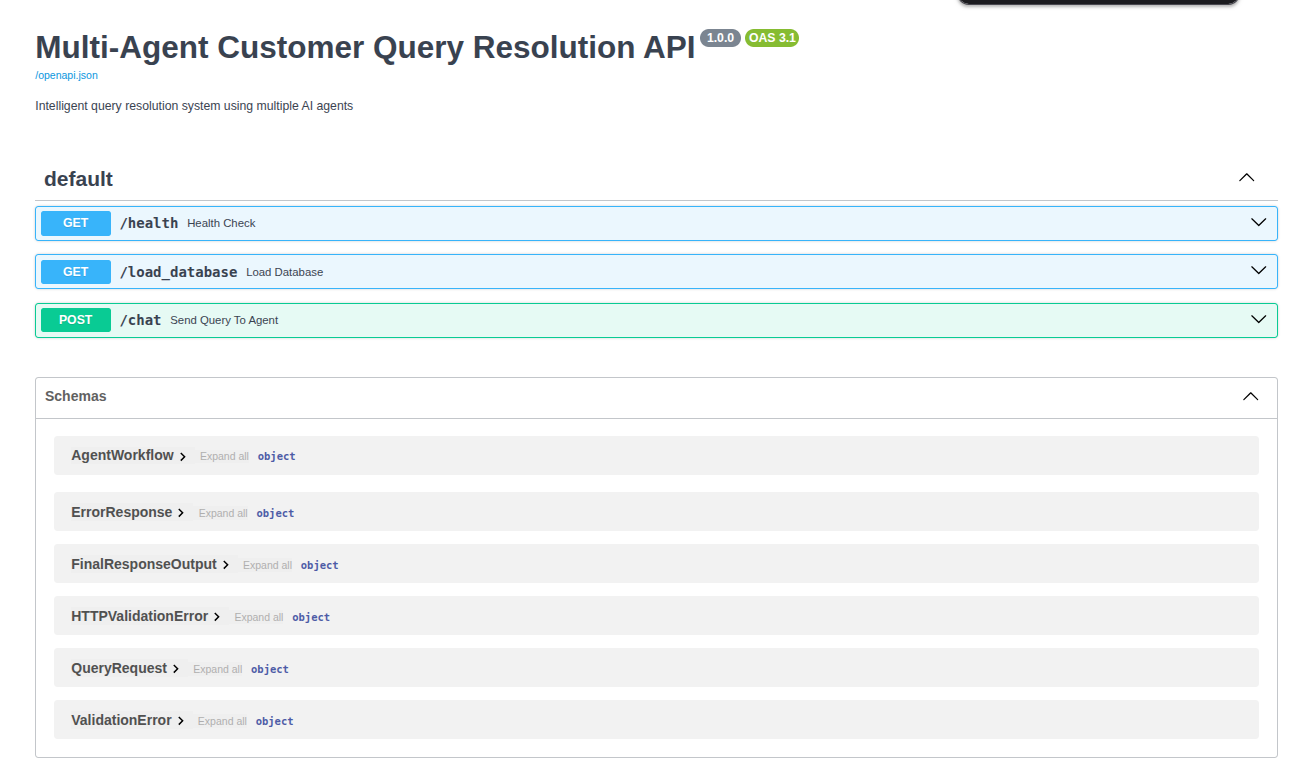 Multi-Agent Customer Query Resolution API 1.0.0 OAS 3.1
/openapi.json
Intelligent query resolution system using multiple AI agents
default
GET /health Health Check
GET /load_database Load Database
POST /chat Send Query To Agent
Schemas
AgentWorkflow Expand all object
ErrorResponse Expand all object
FinalResponseOutput Expand all object
HTTPValidationError Expand all object
QueryRequest Expand all object
ValidationError Expand all object